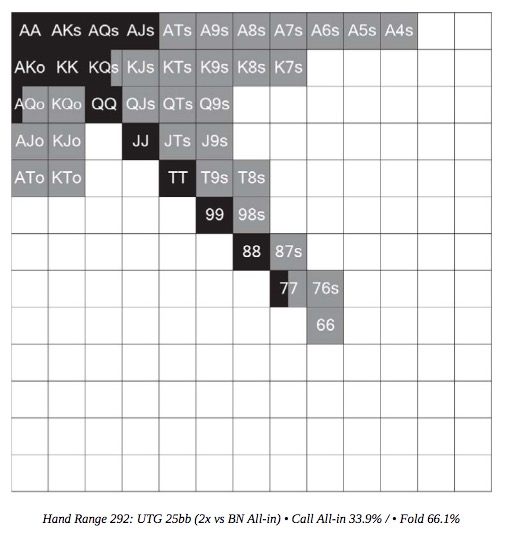 AA AKs AQs AJs ATs A9s A8s A7s A6s A5s A4s
AKo KK KQs KJs KTs K9s K8s K7s
AQo KQo QQ QJs QTs Q9s
AJo KJo JJ JTs J9s
ATo KTo TT T9s T8s
99 98s
88 87s
77 76s
66
Hand Range 292: UTG 25bb (2x vs BN All-in) • Call All-in 33.9% / • Fold 66.1%